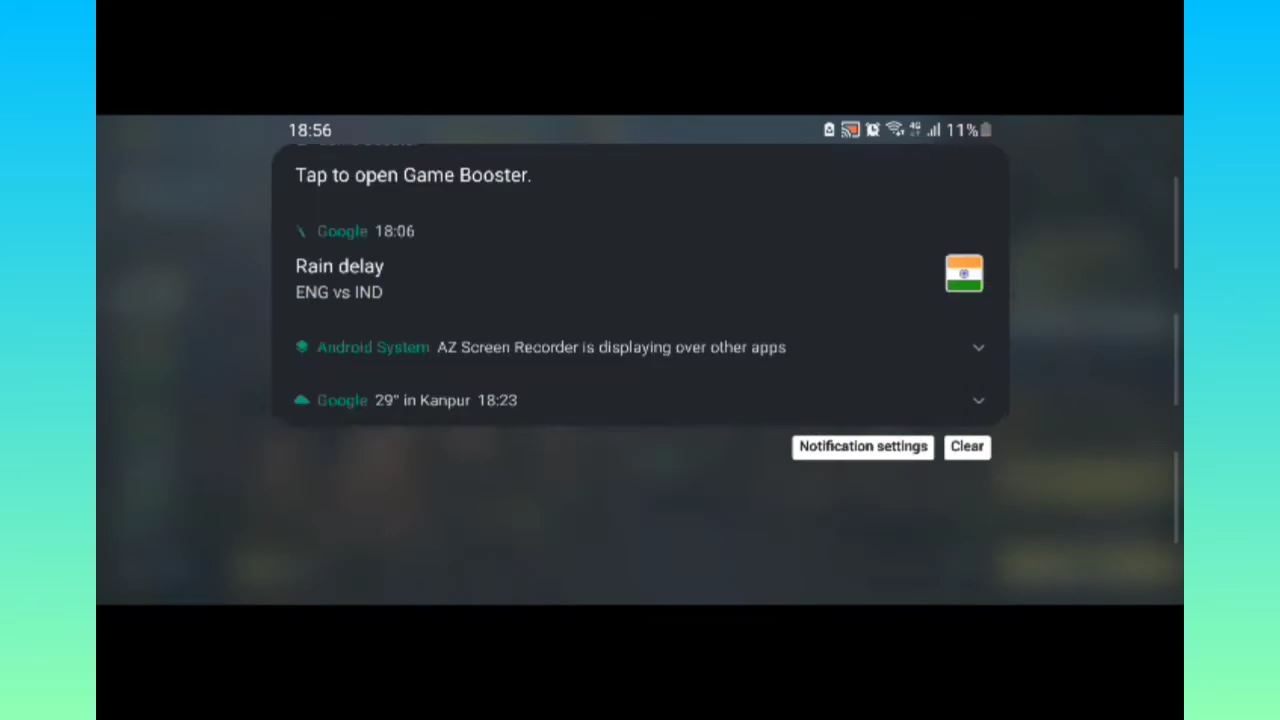 18:56
4G
11%
Tap to open Game Booster.
Google 18:06
Rain delay
ENG vs IND
Android System AZ Screen Recorder is displaying over other apps
Google 29° in Kanpur 18:23
Notification settings
Clear